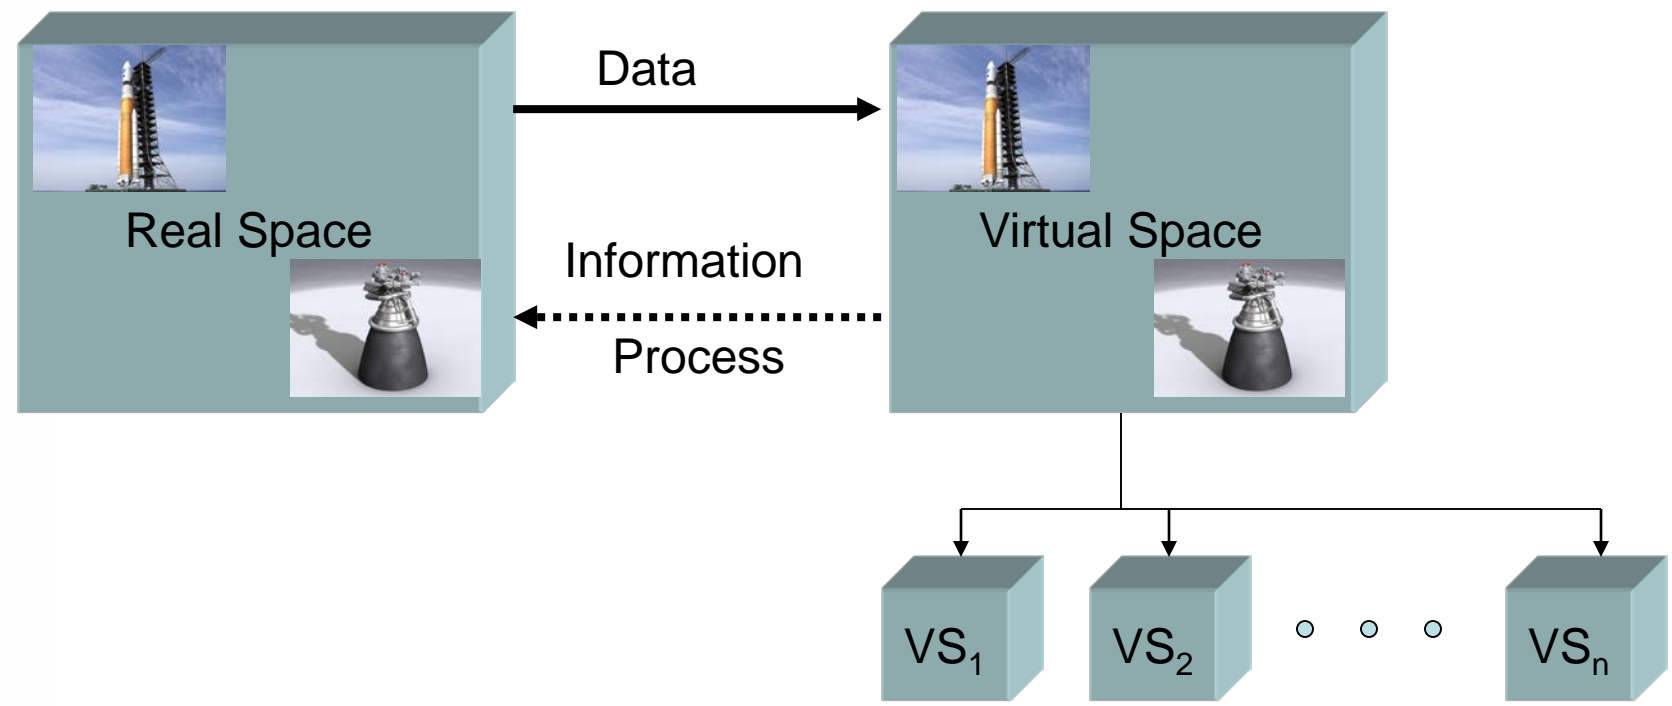 Data
Real Space
Virtual Space
Information
Process
VS₁
VS₂
VSₙ